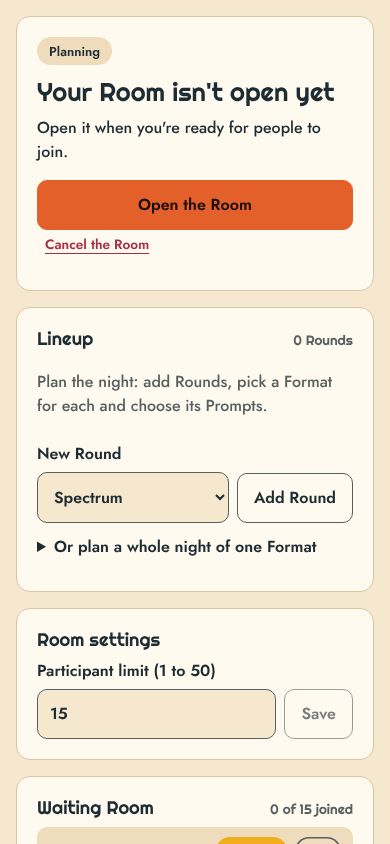 Planning
Your Room isn't open yet
Open it when you're ready for people to
join.
Open the Room
Cancel the Room
Lineup
0 Rounds
Plan the night: add Rounds, pick a Format
for each and choose its Prompts.
New Round
Spectrum
Add Round
Or plan a whole night of one Format
Room settings
Participant limit (1 to 50)
15
Save
Waiting Room
0 of 15 joined